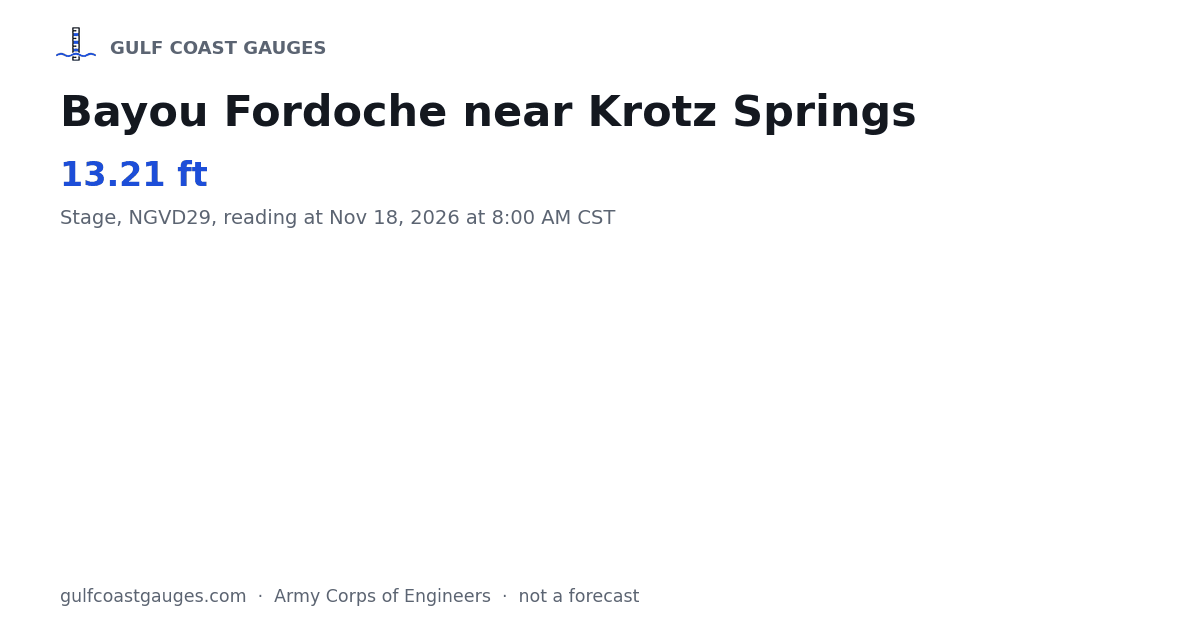 GULF COAST GAUGES
Bayou Fordoche near Krotz Springs
13.21 ft
Stage, NGVD29, reading at Nov 18, 2026 at 8:00 AM CST
gulfcoastgauges.com · Army Corps of Engineers · not a forecast